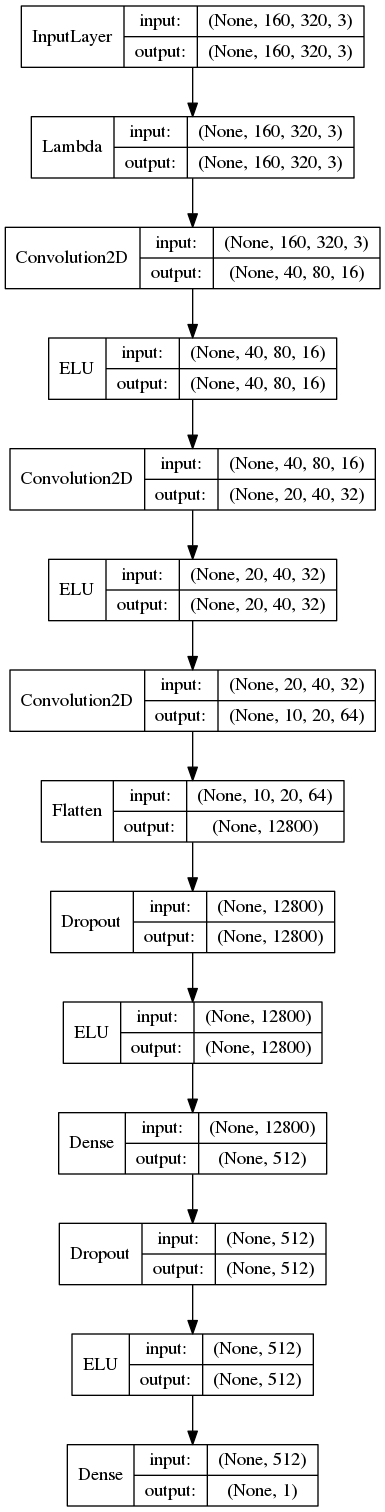 InputLayer
input: (None, 160, 320, 3)
output: (None, 160, 320, 3)
Lambda
input: (None, 160, 320, 3)
output: (None, 160, 320, 3)
Convolution2D
input: (None, 160, 320, 3)
output: (None, 40, 80, 16)
ELU
input: (None, 40, 80, 16)
output: (None, 40, 80, 16)
Convolution2D
input: (None, 40, 80, 16)
output: (None, 20, 40, 32)
ELU
input: (None, 20, 40, 32)
output: (None, 20, 40, 32)
Convolution2D
input: (None, 20, 40, 32)
output: (None, 10, 20, 64)
Flatten
input: (None, 10, 20, 64)
output: (None, 12800)
Dropout
input: (None, 12800)
output: (None, 12800)
ELU
input: (None, 12800)
output: (None, 12800)
Dense
input: (None, 12800)
output: (None, 512)
Dropout
input: (None, 512)
output: (None, 512)
ELU
input: (None, 512)
output: (None, 512)
Dense
input: (None, 512)
output: (None, 1)